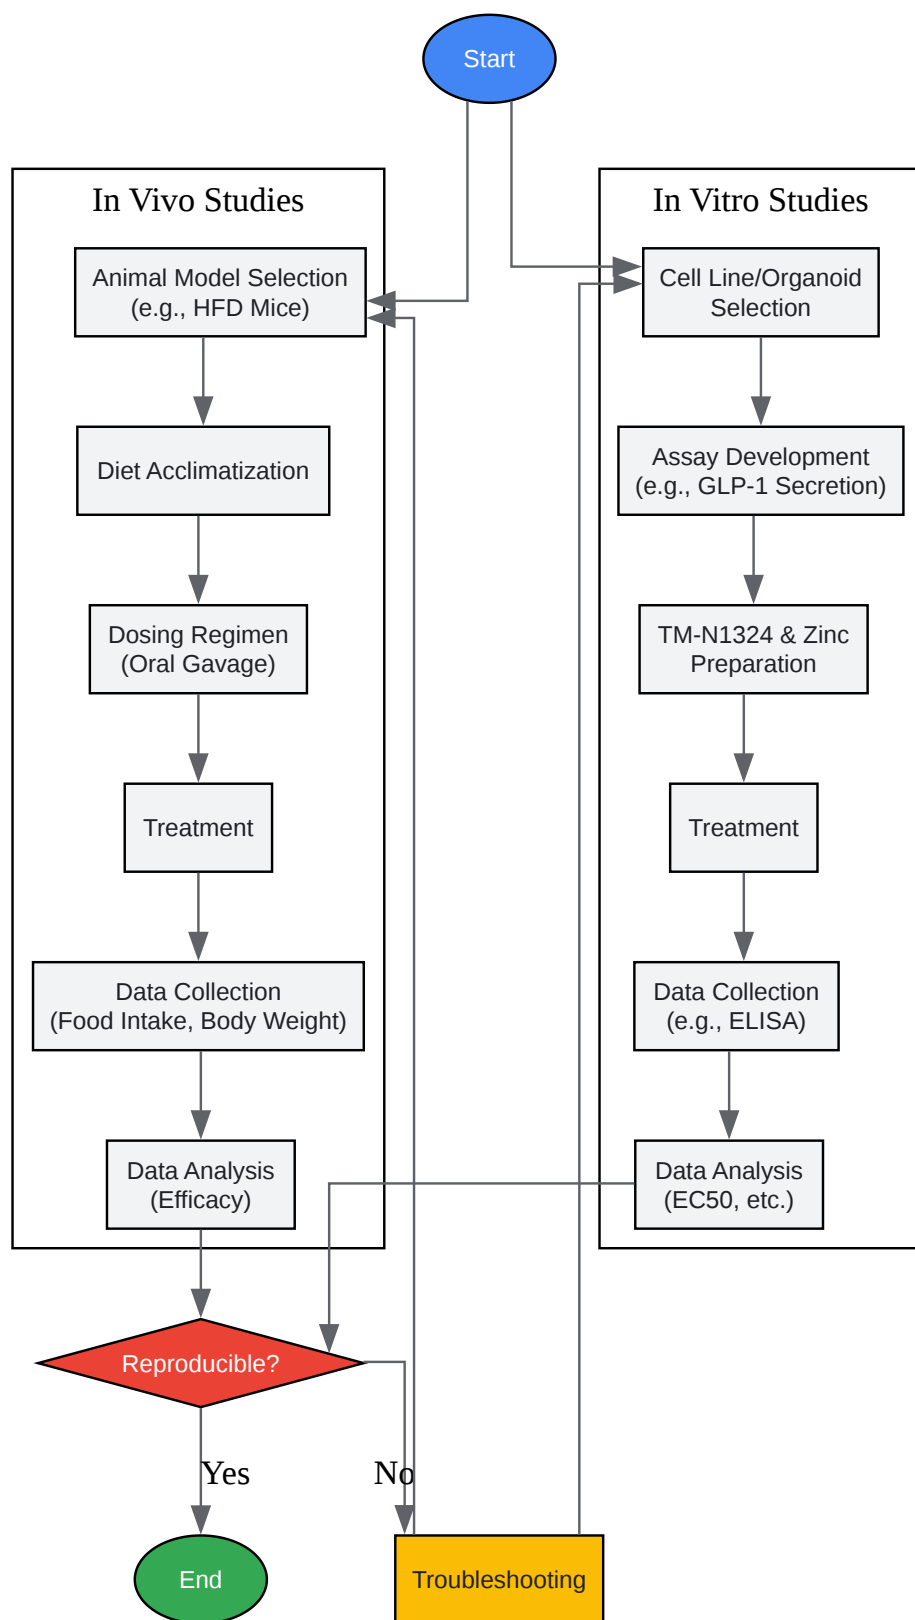 Start
In Vivo Studies
Animal Model Selection
(e.g., HFD Mice)
Diet Acclimatization
Dosing Regimen
(Oral Gavage)
Treatment
Data Collection
(Food Intake, Body Weight)
Data Analysis
(Efficacy)
In Vitro Studies
Cell Line/Organoid
Selection
Assay Development
(e.g., GLP-1 Secretion)
TM-N1324 & Zinc
Preparation
Treatment
Data Collection
(e.g., ELISA)
Data Analysis
(EC50, etc.)
Reproducible?
Yes
No
End
Troubleshooting